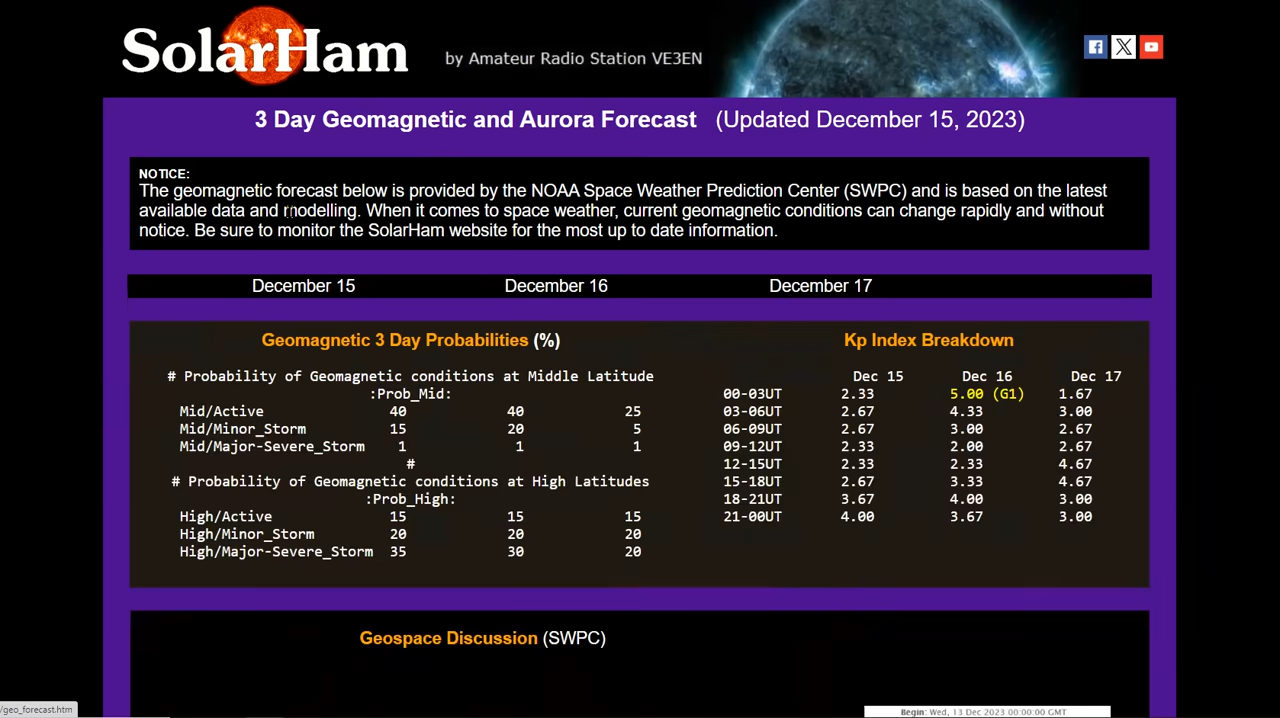 SolarHam
by Amateur Radio Station VE3EN
3 Day Geomagnetic and Aurora Forecast (Updated December 15, 2023)
NOTICE:
The geomagnetic forecast below is provided by the NOAA Space Weather Prediction Center (SWPC) and is based on the latest
available data and modelling. When it comes to space weather, current geomagnetic conditions can change rapidly and without
notice. Be sure to monitor the SolarHam website for the most up to date information.
December 15 December 16 December 17
Geomagnetic 3 Day Probabilities (%)
# Probability of Geomagnetic conditions at Middle Latitude
:Prob_Mid:
Mid/Active 40 40 25
Mid/Minor_Storm 15 20 5
Mid/Major-Severe_Storm 1 1 1
#
# Probability of Geomagnetic conditions at High Latitudes
:Prob_High:
High/Active 15 15 15
High/Minor_Storm 20 20 20
High/Major-Severe_Storm 35 30 20
Kp Index Breakdown
Dec 15 Dec 16 Dec 17
00-03UT 2.33 5.00 (G1) 1.67
03-06UT 2.67 4.33 3.00
06-09UT 2.67 3.00 2.67
09-12UT 2.33 2.00 2.67
12-15UT 2.33 2.33 4.67
15-18UT 2.67 3.33 4.67
18-21UT 3.67 4.00 3.00
21-00UT 4.00 3.67 3.00
Geospace Discussion (SWPC)
/geo_forecast.htm
Begin: Wed, 13 Dec 2023 00:00:00 GMT